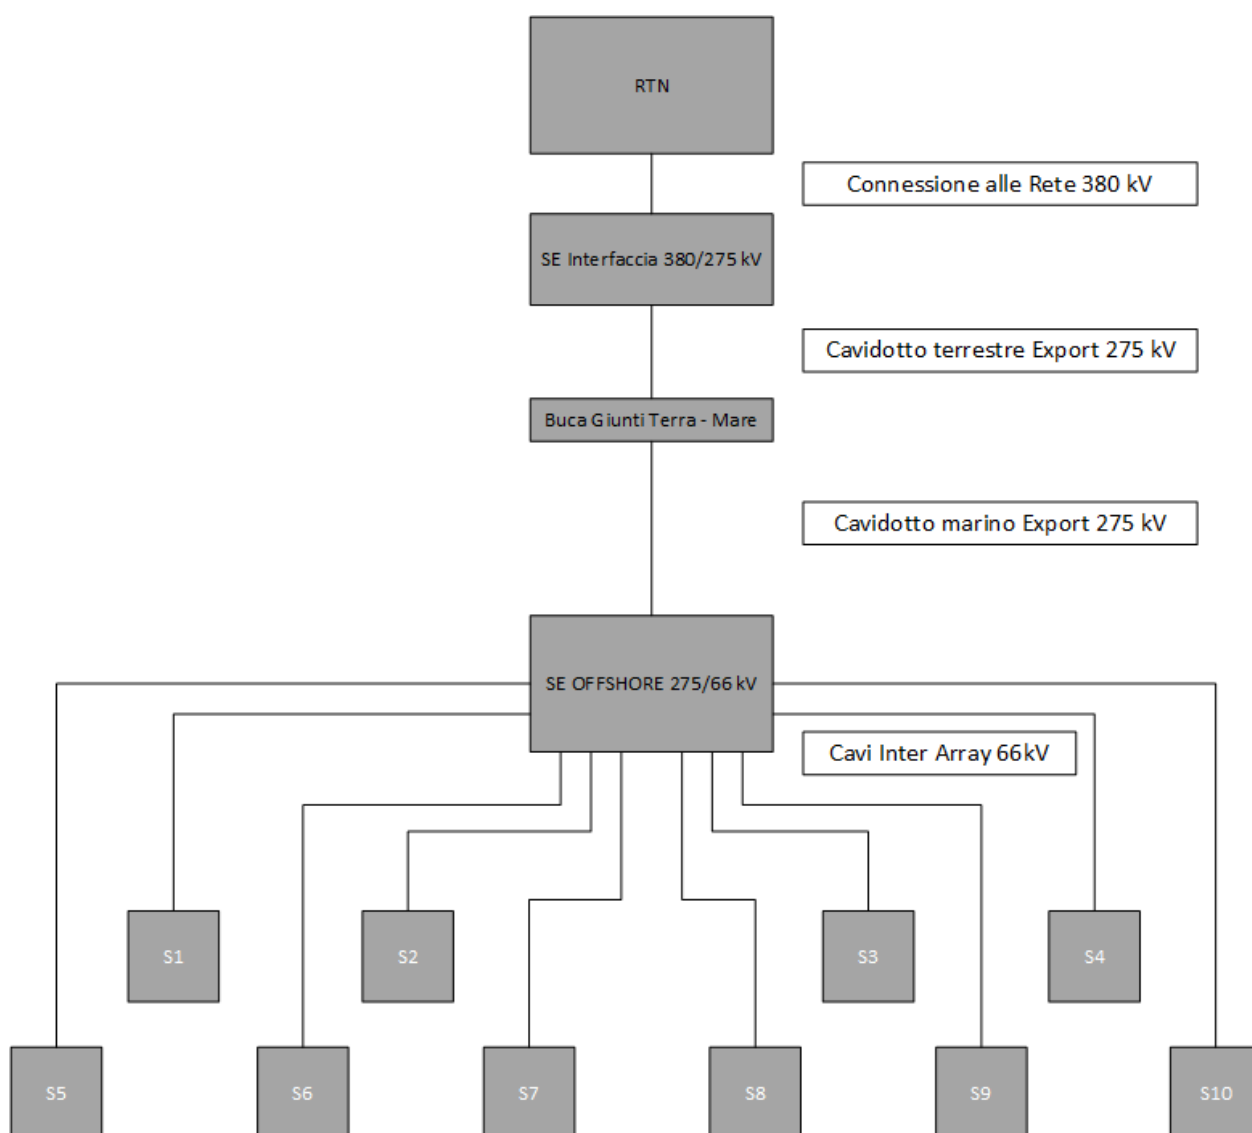 RTN
Connessione alle Rete 380 kV
SE Interfaccia 380/275 kV
Cavidotto terrestre Export 275 kV
Buca Giunti Terra - Mare
Cavidotto marino Export 275 kV
SE OFFSHORE 275/66 kV
Cavi Inter Array 66kV
S1
S2
S3
S4
S5
S6
S7
S8
S9
S10